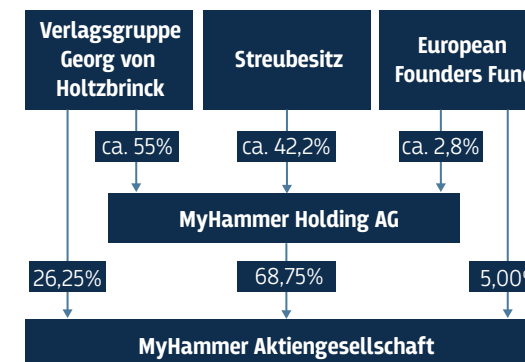 Verlagsgruppe
Georg von
Holtzbrinck
Streubesitz
European
Founders Fund
ca. 55%
ca. 42,2%
ca. 2,8%
MyHammer Holding AG
26,25%
68,75%
5,00%
MyHammer Aktiengesellschaft